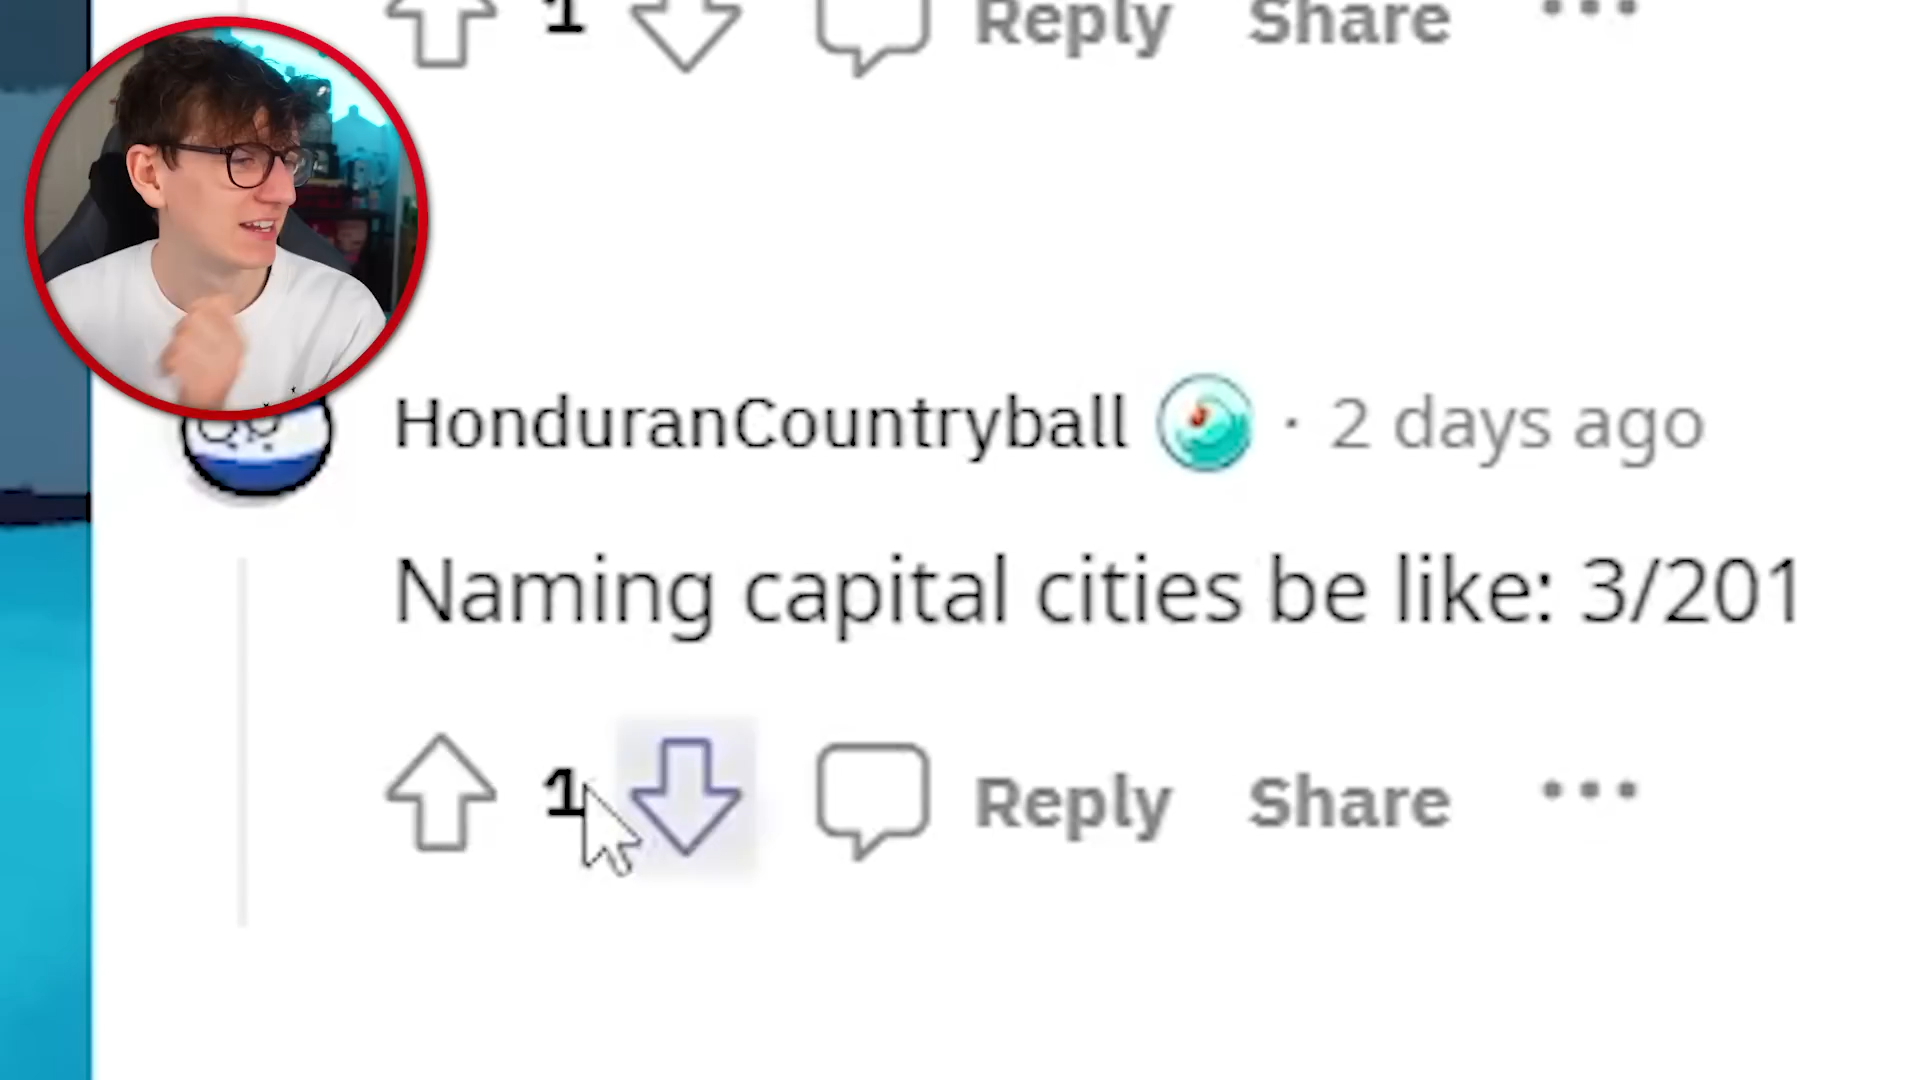 1 Reply Share
HonduranCountryball · 2 days ago
Naming capital cities be like: 3/201
1 Reply Share